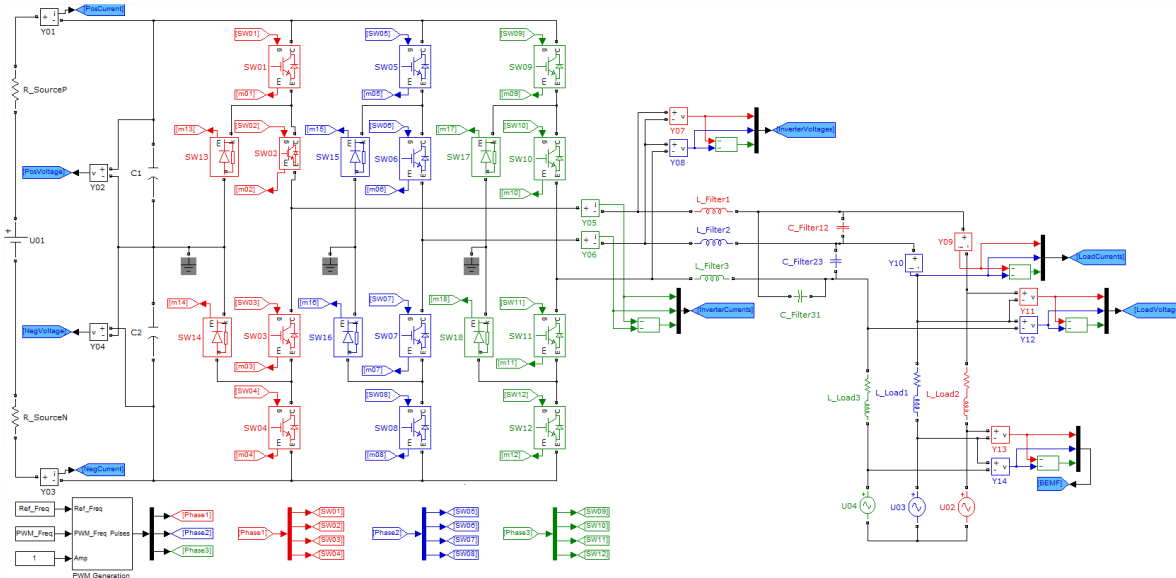 [PosCurrent]
Y01
R_SourceP
[PosVoltage]
Y02
C1
U01
[NegVoltage]
Y04
C2
R_SourceN
[NegCurrent]
Y03
[SW01]
SW01
[m01]
[m13]
[SW02]
SW13
SW02
[m02]
[m14]
[SW03]
SW14
SW03
[m03]
[SW04]
SW04
[m04]
[SW05]
SW05
[m05]
[m15]
[SW06]
SW15
SW06
[m06]
[m16]
[SW07]
SW16
SW07
[m07]
[SW08]
SW08
[m08]
[SW09]
SW09
[m09]
[m17]
[SW10]
SW17
SW10
[m10]
[m18]
[SW11]
SW18
SW11
[m11]
[SW12]
SW12
[m12]
Y05
Y06
Y07
Y08
[InverterVoltages]
L_Filter1
L_Filter2
L_Filter3
C_Filter12
C_Filter23
C_Filter31
[InverterCurrents]
Y09
Y10
[LoadCurrents]
Y11
Y12
[LoadVoltage]
L_Load3
L_Load1
L_Load2
Y13
Y14
[BEMF]
U04
U03
U02
Ref_Freq
PWM_Freq
1
Ref_Freq
PWM_Freq Pulses
Amp
PWM Generation
[Phase1]
[Phase2]
[Phase3]
[Phase1]
[SW01]
[SW02]
[SW03]
[SW04]
[Phase2]
[SW05]
[SW06]
[SW07]
[SW08]
[Phase3]
[SW09]
[SW10]
[SW11]
[SW12]